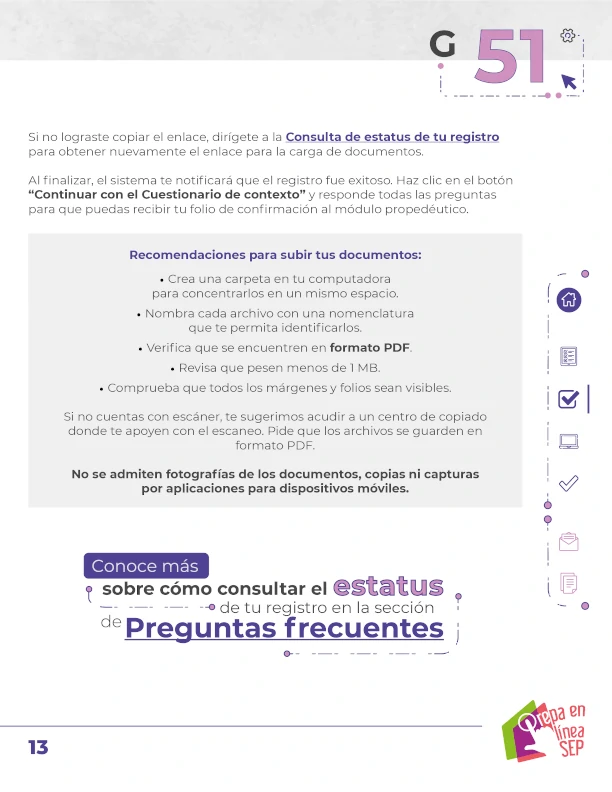 G 51
Si no lograste copiar el enlace, dirígete a la Consulta de estatus de tu registro
para obtener nuevamente el enlace para la carga de documentos.
Al finalizar, el sistema te notificará que el registro fue exitoso. Haz clic en el botón
“Continuar con el Cuestionario de contexto” y responde todas las preguntas
para que puedas recibir tu folio de confirmación al módulo propedéutico.
Recomendaciones para subir tus documentos:
• Crea una carpeta en tu computadora
para concentrarlos en un mismo espacio.
• Nombra cada archivo con una nomenclatura
que te permita identificarlos.
• Verifica que se encuentren en formato PDF.
• Revisa que pesen menos de 1 MB.
• Comprueba que todos los márgenes y folios sean visibles.
Si no cuentas con escáner, te sugerimos acudir a un centro de copiado
donde te apoyen con el escaneo. Pide que los archivos se guarden en
formato PDF.
No se admiten fotografías de los documentos, copias ni capturas
por aplicaciones para dispositivos móviles.
Conoce más
sobre cómo consultar el estatus
de tu registro en la sección
de Preguntas frecuentes
Prepa en
línea
SEP
13